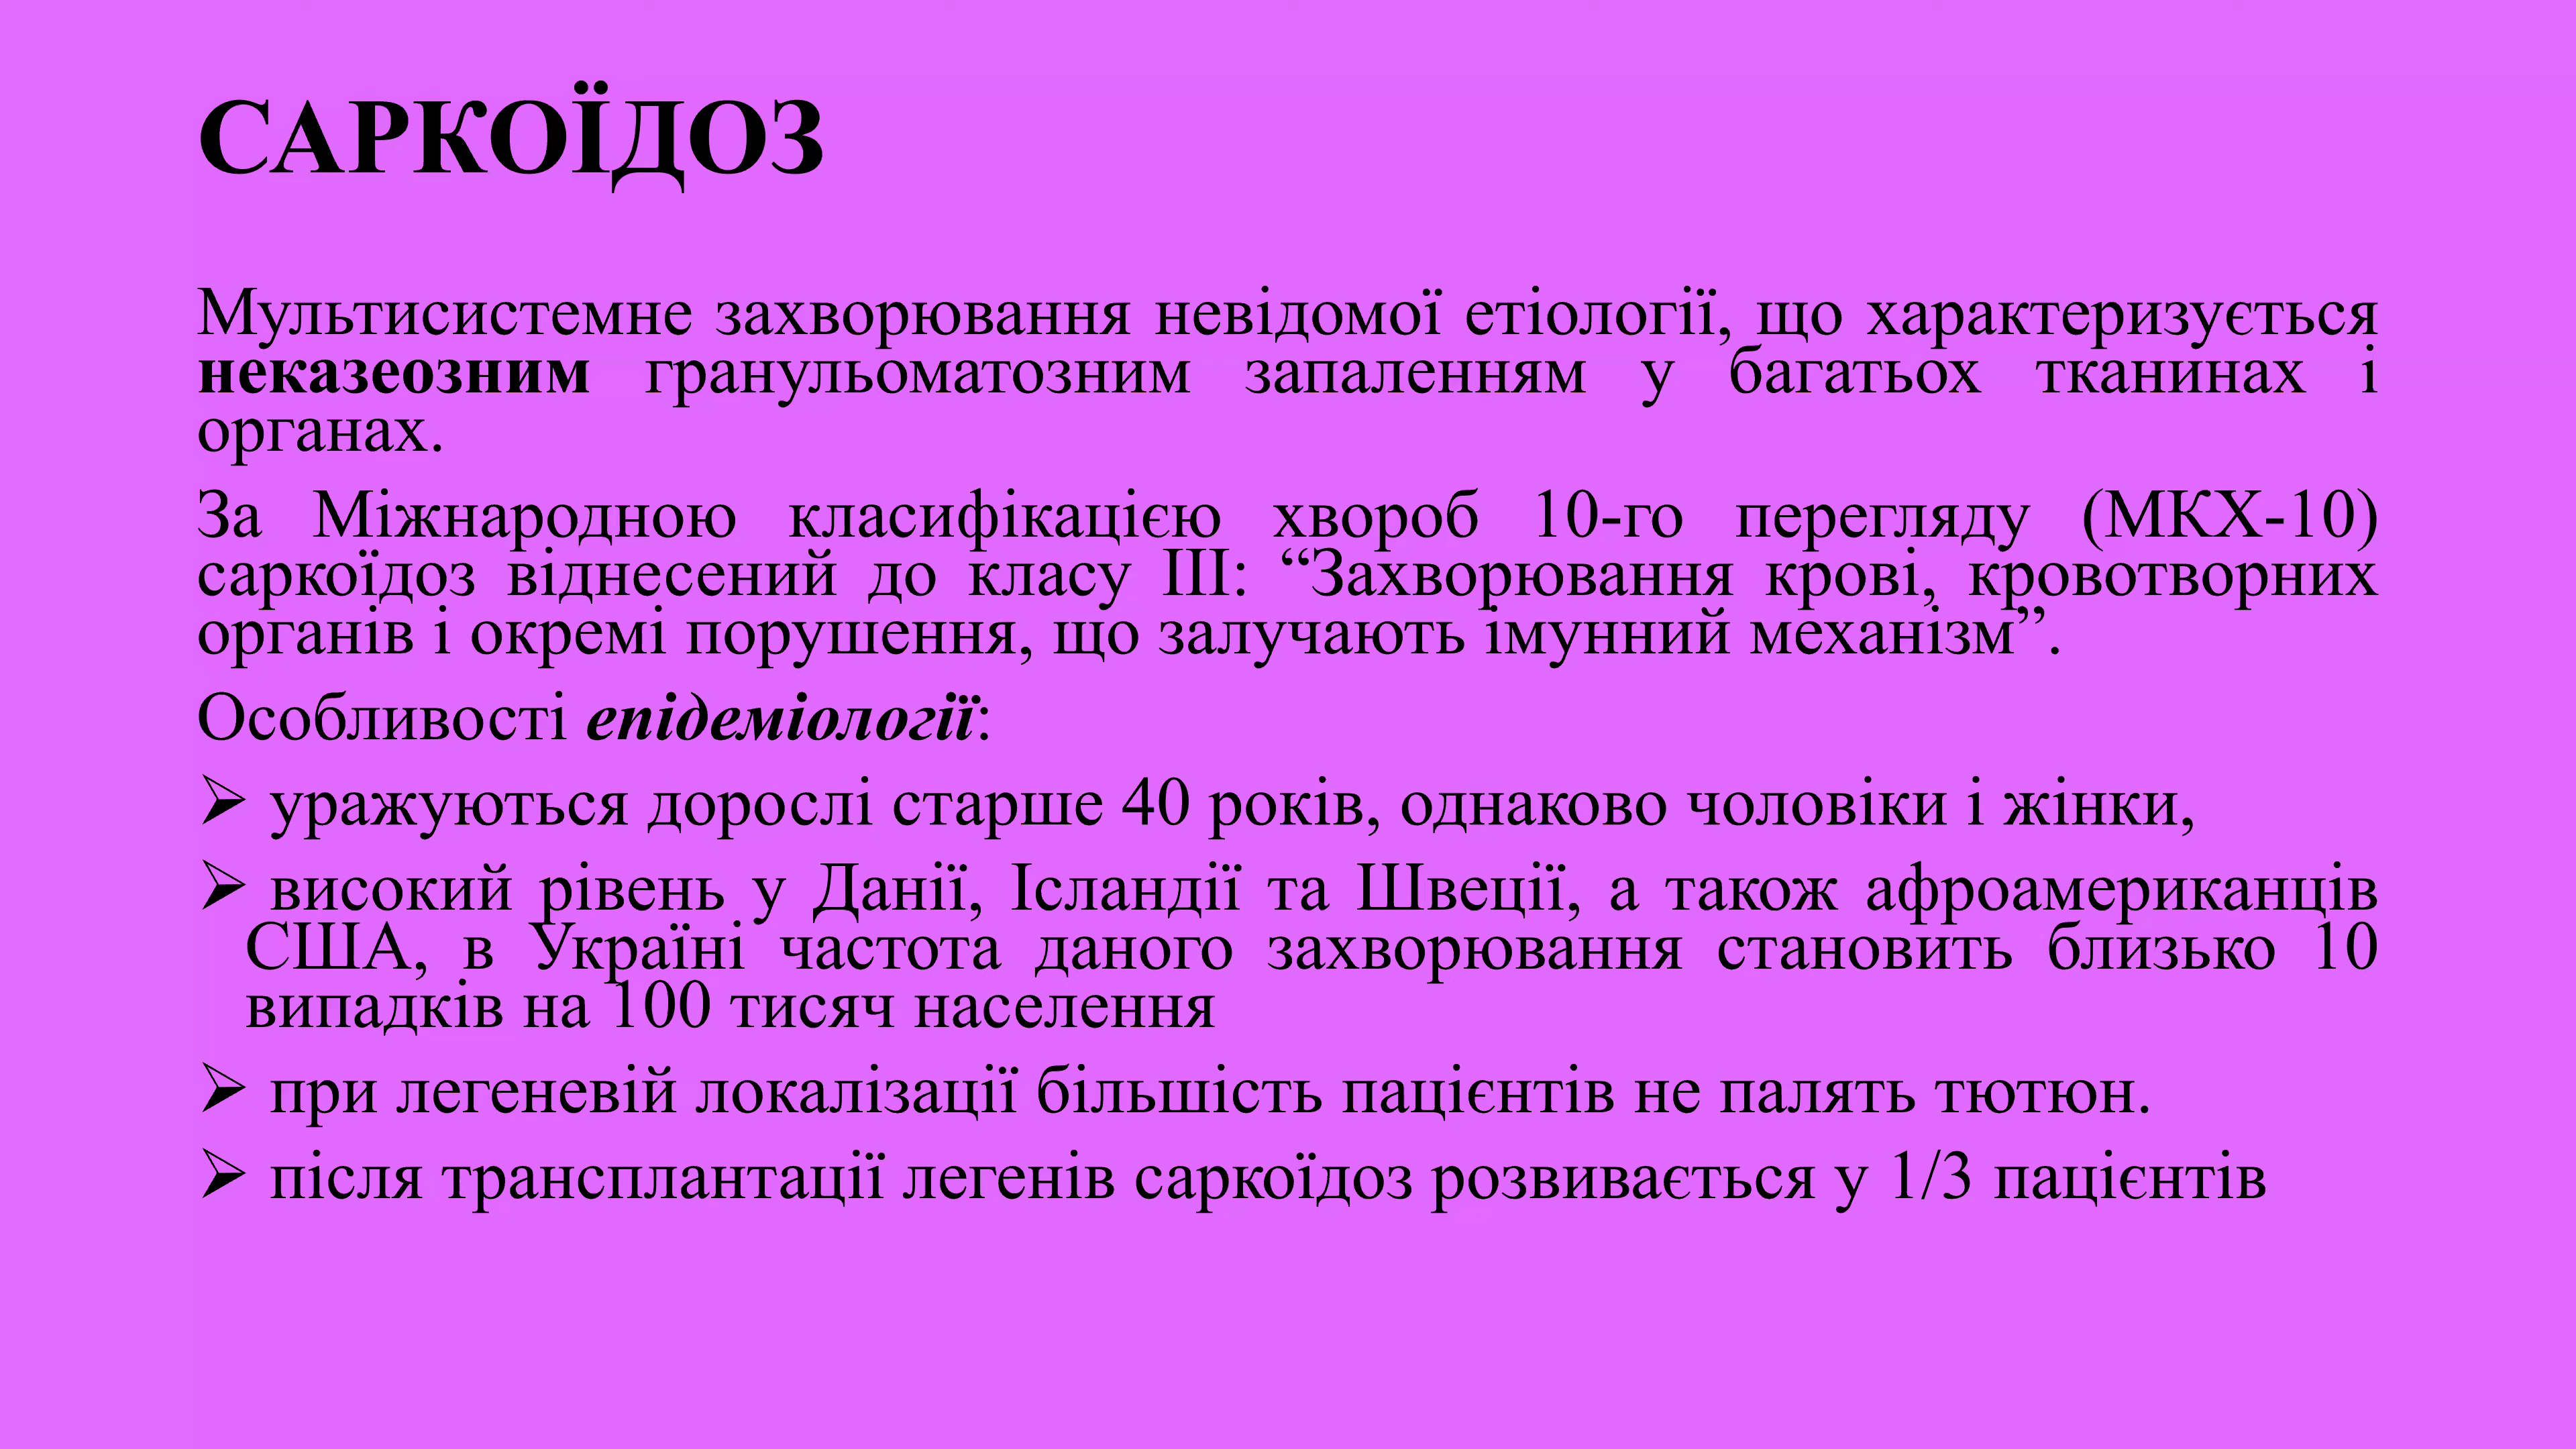 САРКОЇДОЗ
Мультисистемне захворювання невідомої етіології, що характеризується
неказеозним гранульоматозним запаленням у багатьох тканинах і
органах.
За Міжнародною класифікацією хвороб 10-го перегляду (МКХ-10)
саркоїдоз віднесений до класу III: “Захворювання крові, кровотворних
органів і окремі порушення, що залучають імунний механізм”.
Особливості епідеміології:
➢ уражуються дорослі старше 40 років, однаково чоловіки і жінки,
➢ високий рівень у Данії, Ісландії та Швеції, а також афроамериканців
США, в Україні частота даного захворювання становить близько 10
випадків на 100 тисяч населення
➢ при легеневій локалізації більшість пацієнтів не палять тютюн.
➢ після трансплантації легенів саркоїдоз розвивається у 1/3 пацієнтів